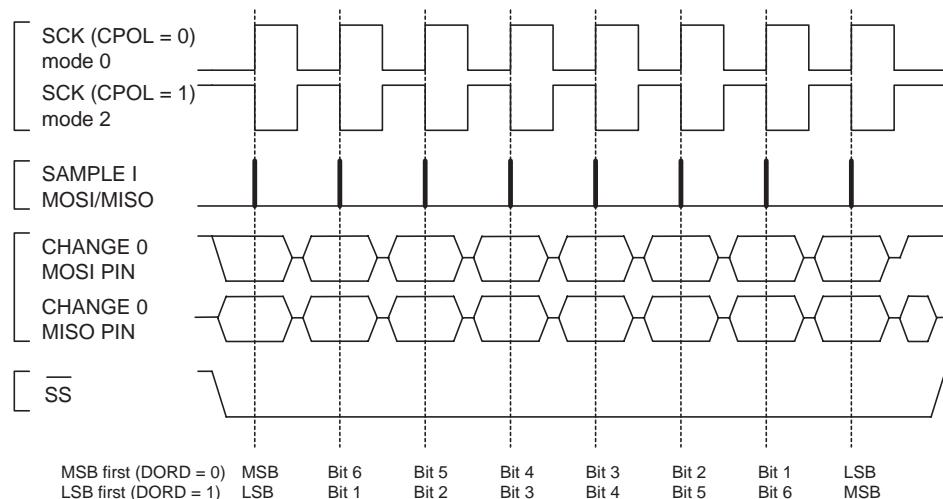 SCK (CPOL = 0)
mode 0
SCK (CPOL = 1)
mode 2
SAMPLE I
MOSI/MISO
CHANGE 0
MOSI PIN
CHANGE 0
MISO PIN
SS
MSB first (DORD = 0) MSB Bit 6 Bit 5 Bit 4 Bit 3 Bit 2 Bit 1 LSB
LSB first (DORD = 1) LSB Bit 1 Bit 2 Bit 3 Bit 4 Bit 5 Bit 6 MSB